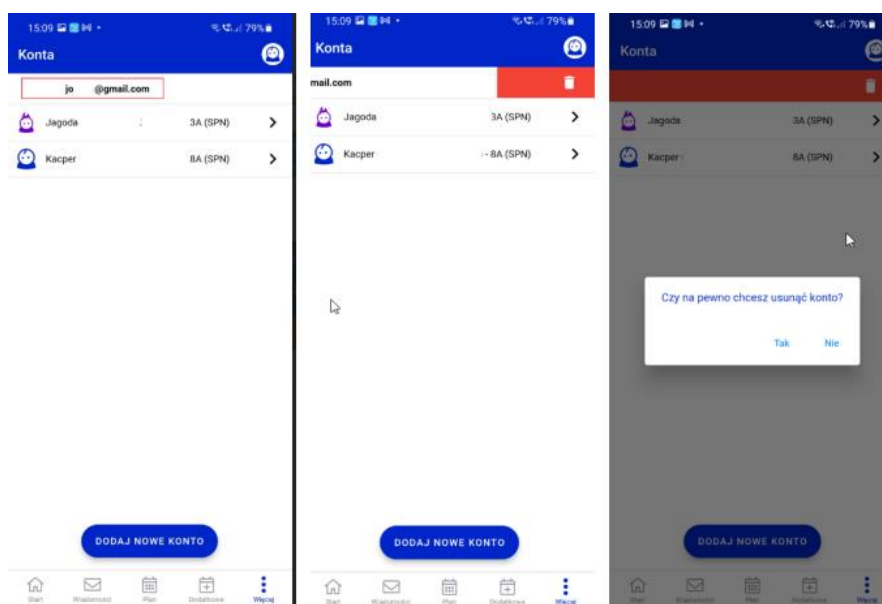 15:09 79%
Konta
jo @gmail.com
Jagoda 3A (SPN)
Kacper 8A (SPN)
DODAJ NOWE KONTO
Start Wiadomości Plan Dodatkowe Więcej
15:09 79%
Konta
mail.com
Jagoda 3A (SPN)
Kacper - 8A (SPN)
DODAJ NOWE KONTO
Start Wiadomości Plan Dodatkowe Więcej
15:09 79%
Konta
Jagoda 3A (SPN)
Kacper 8A (SPN)
Czy na pewno chcesz usunąć konto?
Tak Nie
DODAJ NOWE KONTO
Start Wiadomości Plan Dodatkowe Więcej